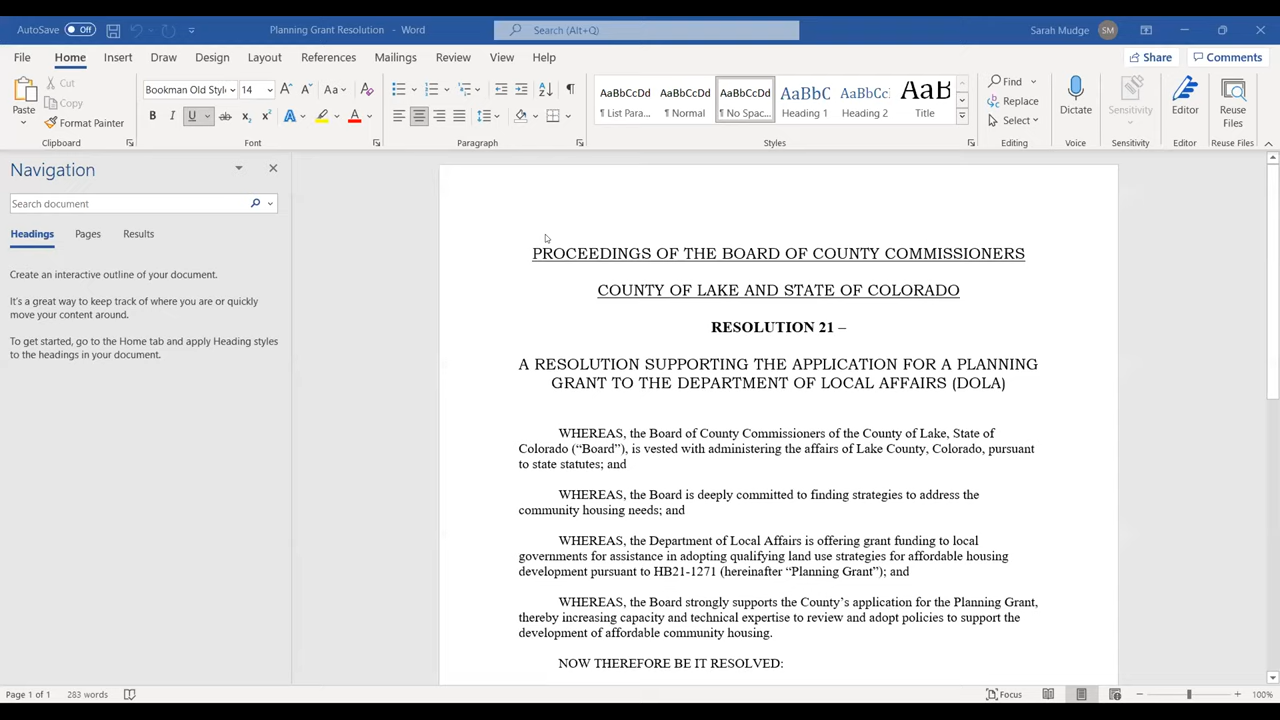 AutoSave Off Planning Grant Resolution - Word Search (Alt+Q) Sarah Mudge SM
File Home Insert Draw Design Layout References Mailings Review View Help Share Comments
Paste Cut Copy Format Painter Clipboard
Bookman Old Styl 14 Font
Paragraph
AaBbCcDd ¶ List Para...
AaBbCcDd ¶ Normal
AaBbCcDd ¶ No Spac...
AaBbC Heading 1
AaBbCc Heading 2
AaB Title
Styles
Find Replace Select Editing
Dictate Voice
Sensitivity Sensitivity
Editor Editor
Reuse Files Reuse Files
Navigation
Search document
Headings Pages Results
Create an interactive outline of your document.
It's a great way to keep track of where you are or quickly
move your content around.
To get started, go to the Home tab and apply Heading styles
to the headings in your document.
PROCEEDINGS OF THE BOARD OF COUNTY COMMISSIONERS
COUNTY OF LAKE AND STATE OF COLORADO
RESOLUTION 21 –
A RESOLUTION SUPPORTING THE APPLICATION FOR A PLANNING
GRANT TO THE DEPARTMENT OF LOCAL AFFAIRS (DOLA)
WHEREAS, the Board of County Commissioners of the County of Lake, State of
Colorado (“Board”), is vested with administering the affairs of Lake County, Colorado, pursuant
to state statutes; and
WHEREAS, the Board is deeply committed to finding strategies to address the
community housing needs; and
WHEREAS, the Department of Local Affairs is offering grant funding to local
governments for assistance in adopting qualifying land use strategies for affordable housing
development pursuant to HB21-1271 (hereinafter “Planning Grant”); and
WHEREAS, the Board strongly supports the County’s application for the Planning Grant,
thereby increasing capacity and technical expertise to review and adopt policies to support the
development of affordable community housing.
NOW THEREFORE BE IT RESOLVED:
Page 1 of 1 283 words Focus 100%